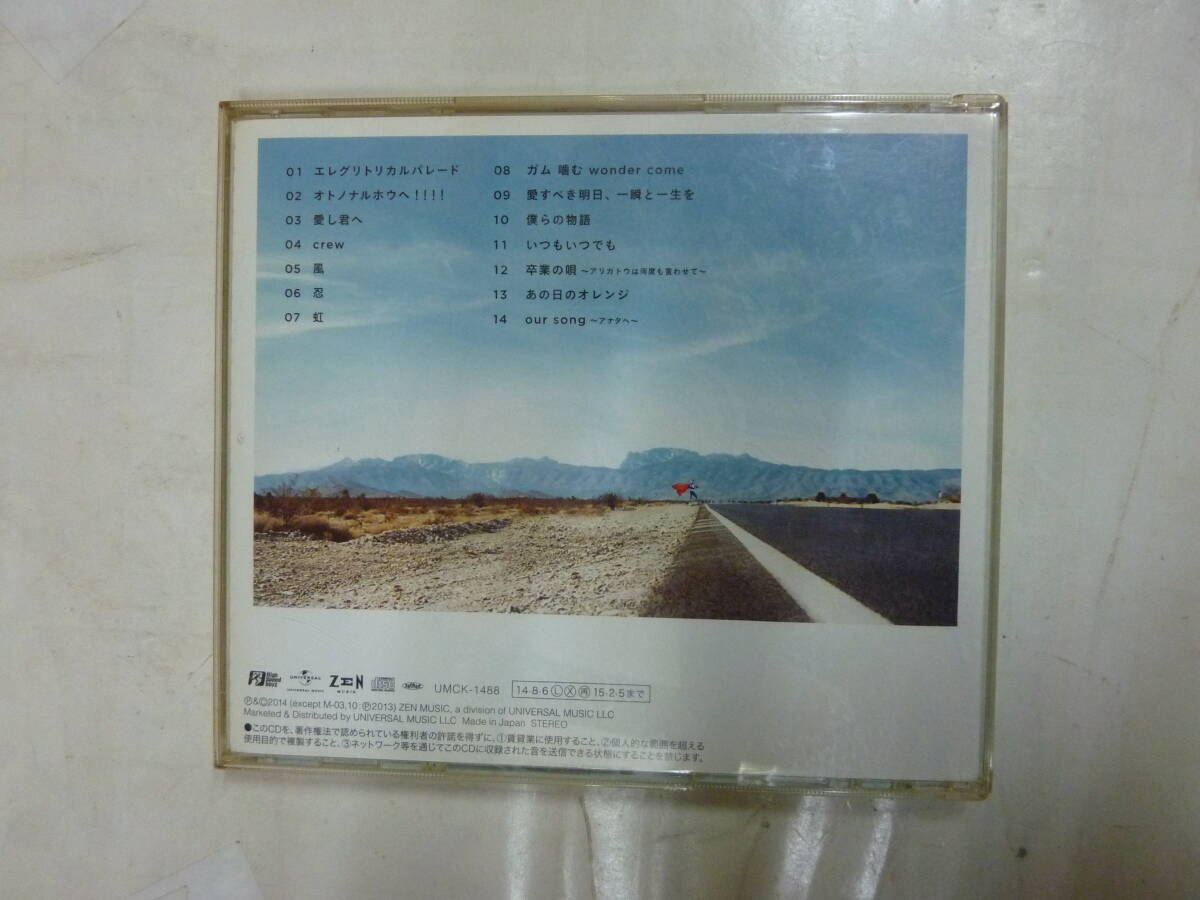 01 エレグリトリカルパレード
02 オトノナルホウヘ!!!!
03 愛し君へ
04 crew
05 風
06 忍
07 虹
08 ガム 噛む wonder come
09 愛すべき明日、一瞬と一生を
10 僕らの物語
11 いつもいつでも
12 卒業の唄 〜アリガトウは何度も言わせて〜
13 あの日のオレンジ
14 our song 〜アナタへ〜
UNIVERSAL
UNIVERSAL MUSIC
ZEN
MUSIC
UMCK-1488
14·8·6 Ⓛ Ⓧ 再 15·2·5まで
℗&©2014 (except M-03,10:℗2013) ZEN MUSIC, a division of UNIVERSAL MUSIC LLC
Marketed & Distributed by UNIVERSAL MUSIC LLC Made in Japan STEREO
●このCDを、著作権法で認められている権利者の許諾を得ずに、①賃貸業に使用すること、②個人的な範囲を超える
使用目的で複製すること、③ネットワーク等を通じてこのCDに収録された音を送信できる状態にすることを禁じます。